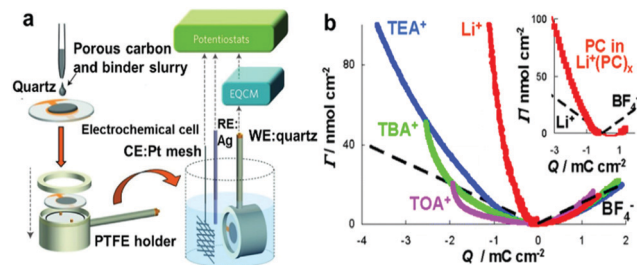 a
Porous carbon
and binder slurry
Quartz
PTFE holder
Potentiostats
EQCM
Electrochemical cell
CE:Pt mesh
RE:
Ag
WE:quartz
b
Γ/ nmol cm⁻²
80
40
0
-4
-3
-2
-1
0
1
2
Q / mC cm⁻²
TEA⁺
TBA⁺
TOA⁺
Li⁺
BF₄⁻
Γ/ nmol cm⁻²
100
50
0
-3
0
Q / mC cm⁻²
PC in
Li⁺(PC)ₓ
Li⁺
BF₄⁻